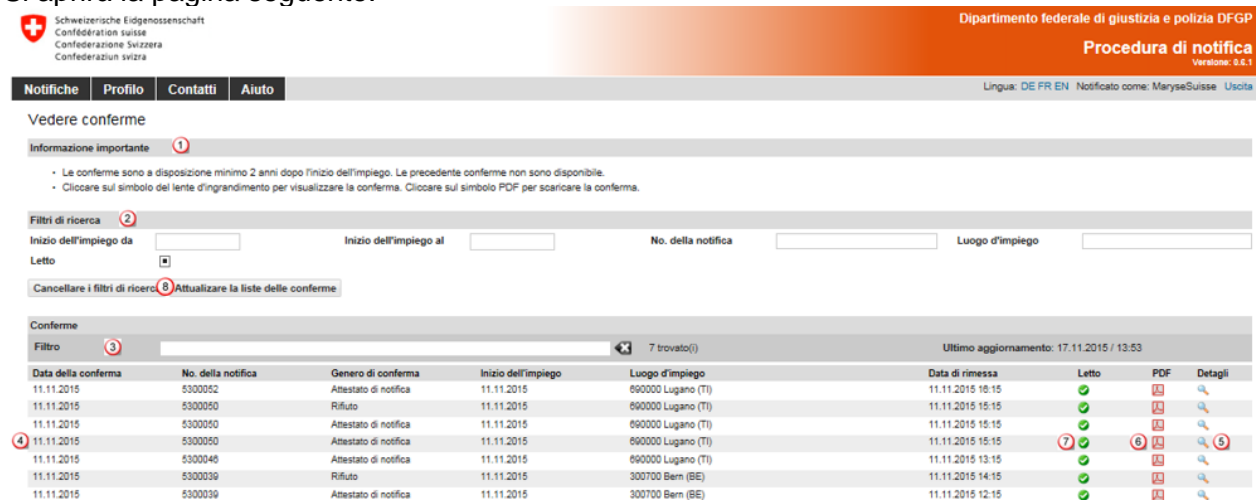 Si aprirà la pagina seguente:
Schweizerische Eidgenossenschaft
Confédération suisse
Confederazione Svizzera
Confederaziun svizra
Dipartimento federale di giustizia e polizia DFGP
Procedura di notifica
Versione: 0.6.1
Notifiche Profilo Contatti Aiuto
Lingua: DE FR EN Notificato come: MaryseSuisse Uscita
Vedere conferme
Informazione importante 1
• Le conferme sono a disposizione minimo 2 anni dopo l'inizio dell'impiego. Le precedente conferme non sono disponibile.
• Cliccare sul simbolo del lente d'ingrandimento per visualizzare la conferma. Cliccare sul simbolo PDF per scaricare la conferma.
Filtri di ricerca 2
Inizio dell'impiego da Inizio dell'impiego al No. della notifica Luogo d'impiego
Letto
Cancellare i filtri di ricerca 8 Attualizare la liste delle conferme
Conferme
Filtro 3 7 trovato(i) Ultimo aggiornamento: 17.11.2015 / 13:53
Data della conferma No. della notifica Genero di conferma Inizio dell'impiego Luogo d'impiego Data di rimessa Letto PDF Detagli
11.11.2015 5300052 Attestato di notifica 11.11.2015 690000 Lugano (TI) 11.11.2015 16:15
11.11.2015 5300050 Rifiuto 11.11.2015 690000 Lugano (TI) 11.11.2015 15:15
11.11.2015 5300050 Attestato di notifica 11.11.2015 690000 Lugano (TI) 11.11.2015 15:15
4 11.11.2015 5300050 Attestato di notifica 11.11.2015 690000 Lugano (TI) 11.11.2015 15:15 7 6 5
11.11.2015 5300046 Attestato di notifica 11.11.2015 690000 Lugano (TI) 11.11.2015 13:15
11.11.2015 5300039 Rifiuto 11.11.2015 300700 Bern (BE) 11.11.2015 14:15
11.11.2015 5300039 Attestato di notifica 11.11.2015 300700 Bern (BE) 11.11.2015 12:15